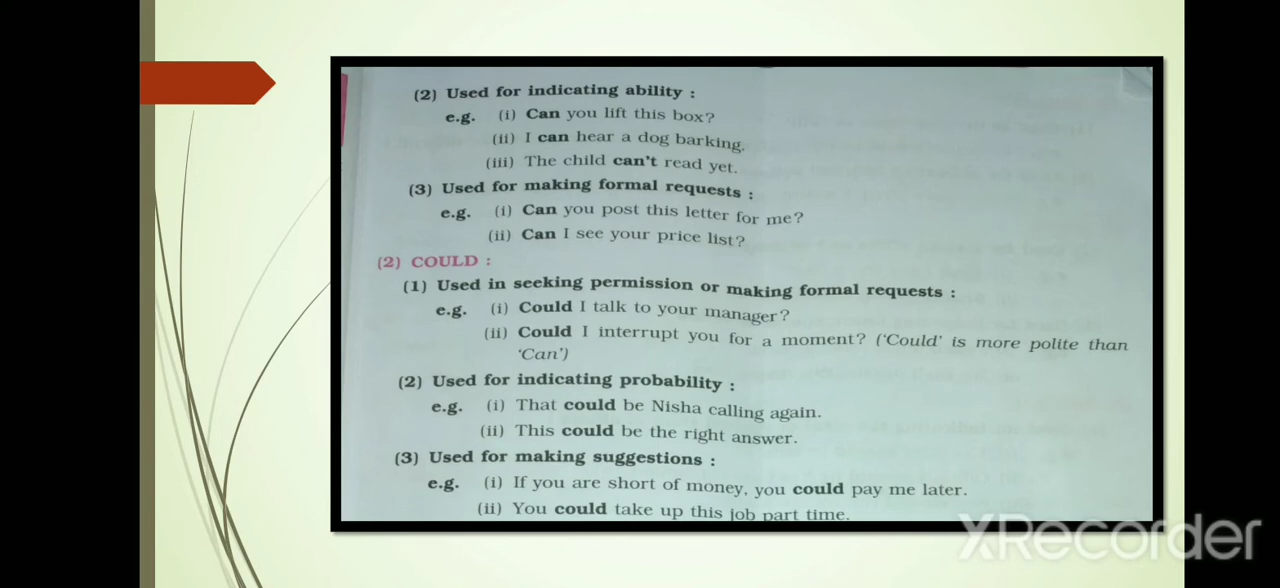 (2) Used for indicating ability :
e.g. (i) Can you lift this box?
(ii) I can hear a dog barking.
(iii) The child can't read yet.
(3) Used for making formal requests :
e.g. (i) Can you post this letter for me?
(ii) Can I see your price list?
(2) COULD :
(1) Used in seeking permission or making formal requests :
e.g. (i) Could I talk to your manager?
(ii) Could I interrupt you for a moment? ('Could' is more polite than
'Can')
(2) Used for indicating probability :
e.g. (i) That could be Nisha calling again.
(ii) This could be the right answer.
(3) Used for making suggestions :
e.g. (i) If you are short of money, you could pay me later.
(ii) You could take up this job part time.
XRecorder